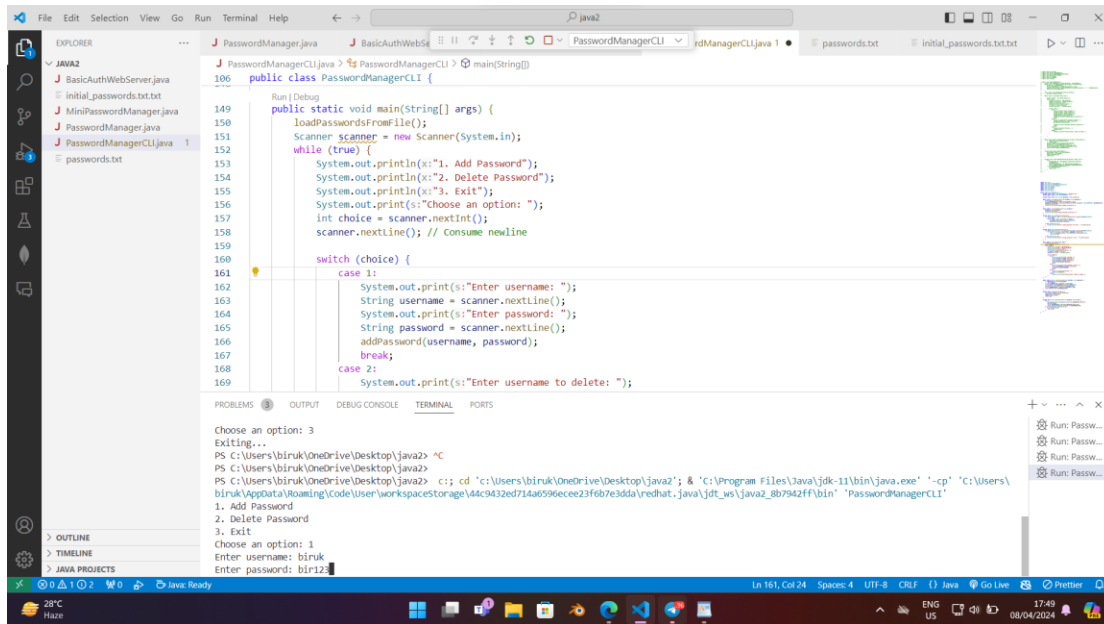 File Edit Selection View Go Run Terminal Help
java2
EXPLORER
PasswordManager.java
BasicAuthWebSe
PasswordManagerCLI
rdManagerCLI.java 1
passwords.txt
initial_passwords.txt.txt
JAVA2
BasicAuthWebServer.java
initial_passwords.txt.txt
MiniPasswordManager.java
PasswordManager.java
PasswordManagerCLI.java 1
passwords.txt
OUTLINE
TIMELINE
JAVA PROJECTS
PasswordManagerCLI.java > PasswordManagerCLI > main(String[])
106 public class PasswordManagerCLI {
Run | Debug
149 public static void main(String[] args) {
150 loadPasswordsFromFile();
151 Scanner scanner = new Scanner(System.in);
152 while (true) {
153 System.out.println(x:"1. Add Password");
154 System.out.println(x:"2. Delete Password");
155 System.out.println(x:"3. Exit");
156 System.out.print(s:"Choose an option: ");
157 int choice = scanner.nextInt();
158 scanner.nextLine(); // Consume newline
159
160 switch (choice) {
161 case 1:
162 System.out.print(s:"Enter username: ");
163 String username = scanner.nextLine();
164 System.out.print(s:"Enter password: ");
165 String password = scanner.nextLine();
166 addPassword(username, password);
167 break;
168 case 2:
169 System.out.print(s:"Enter username to delete: ");
PROBLEMS 3 OUTPUT DEBUG CONSOLE TERMINAL PORTS
Choose an option: 3
Exiting...
PS C:\Users\biruk\OneDrive\Desktop\java2> ^C
PS C:\Users\biruk\OneDrive\Desktop\java2>
PS C:\Users\biruk\OneDrive\Desktop\java2> c:; cd 'c:\Users\biruk\OneDrive\Desktop\java2'; & 'C:\Program Files\Java\jdk-11\bin\java.exe' '-cp' 'C:\Users\
biruk\AppData\Roaming\Code\User\workspaceStorage\44c9432ed714a6596ecee23f6b7e3dda\redhat.java\jdt_ws\java2_8b7942ff\bin' 'PasswordManagerCLI'
1. Add Password
2. Delete Password
3. Exit
Choose an option: 1
Enter username: biruk
Enter password: bir123
Run: Passw...
Run: Passw...
Run: Passw...
Run: Passw...
0 1 2 0 Java: Ready
Ln 161, Col 24 Spaces: 4 UTF-8 CRLF {} Java Go Live Prettier
28°C
Haze
ENG
US
17:49
08/04/2024